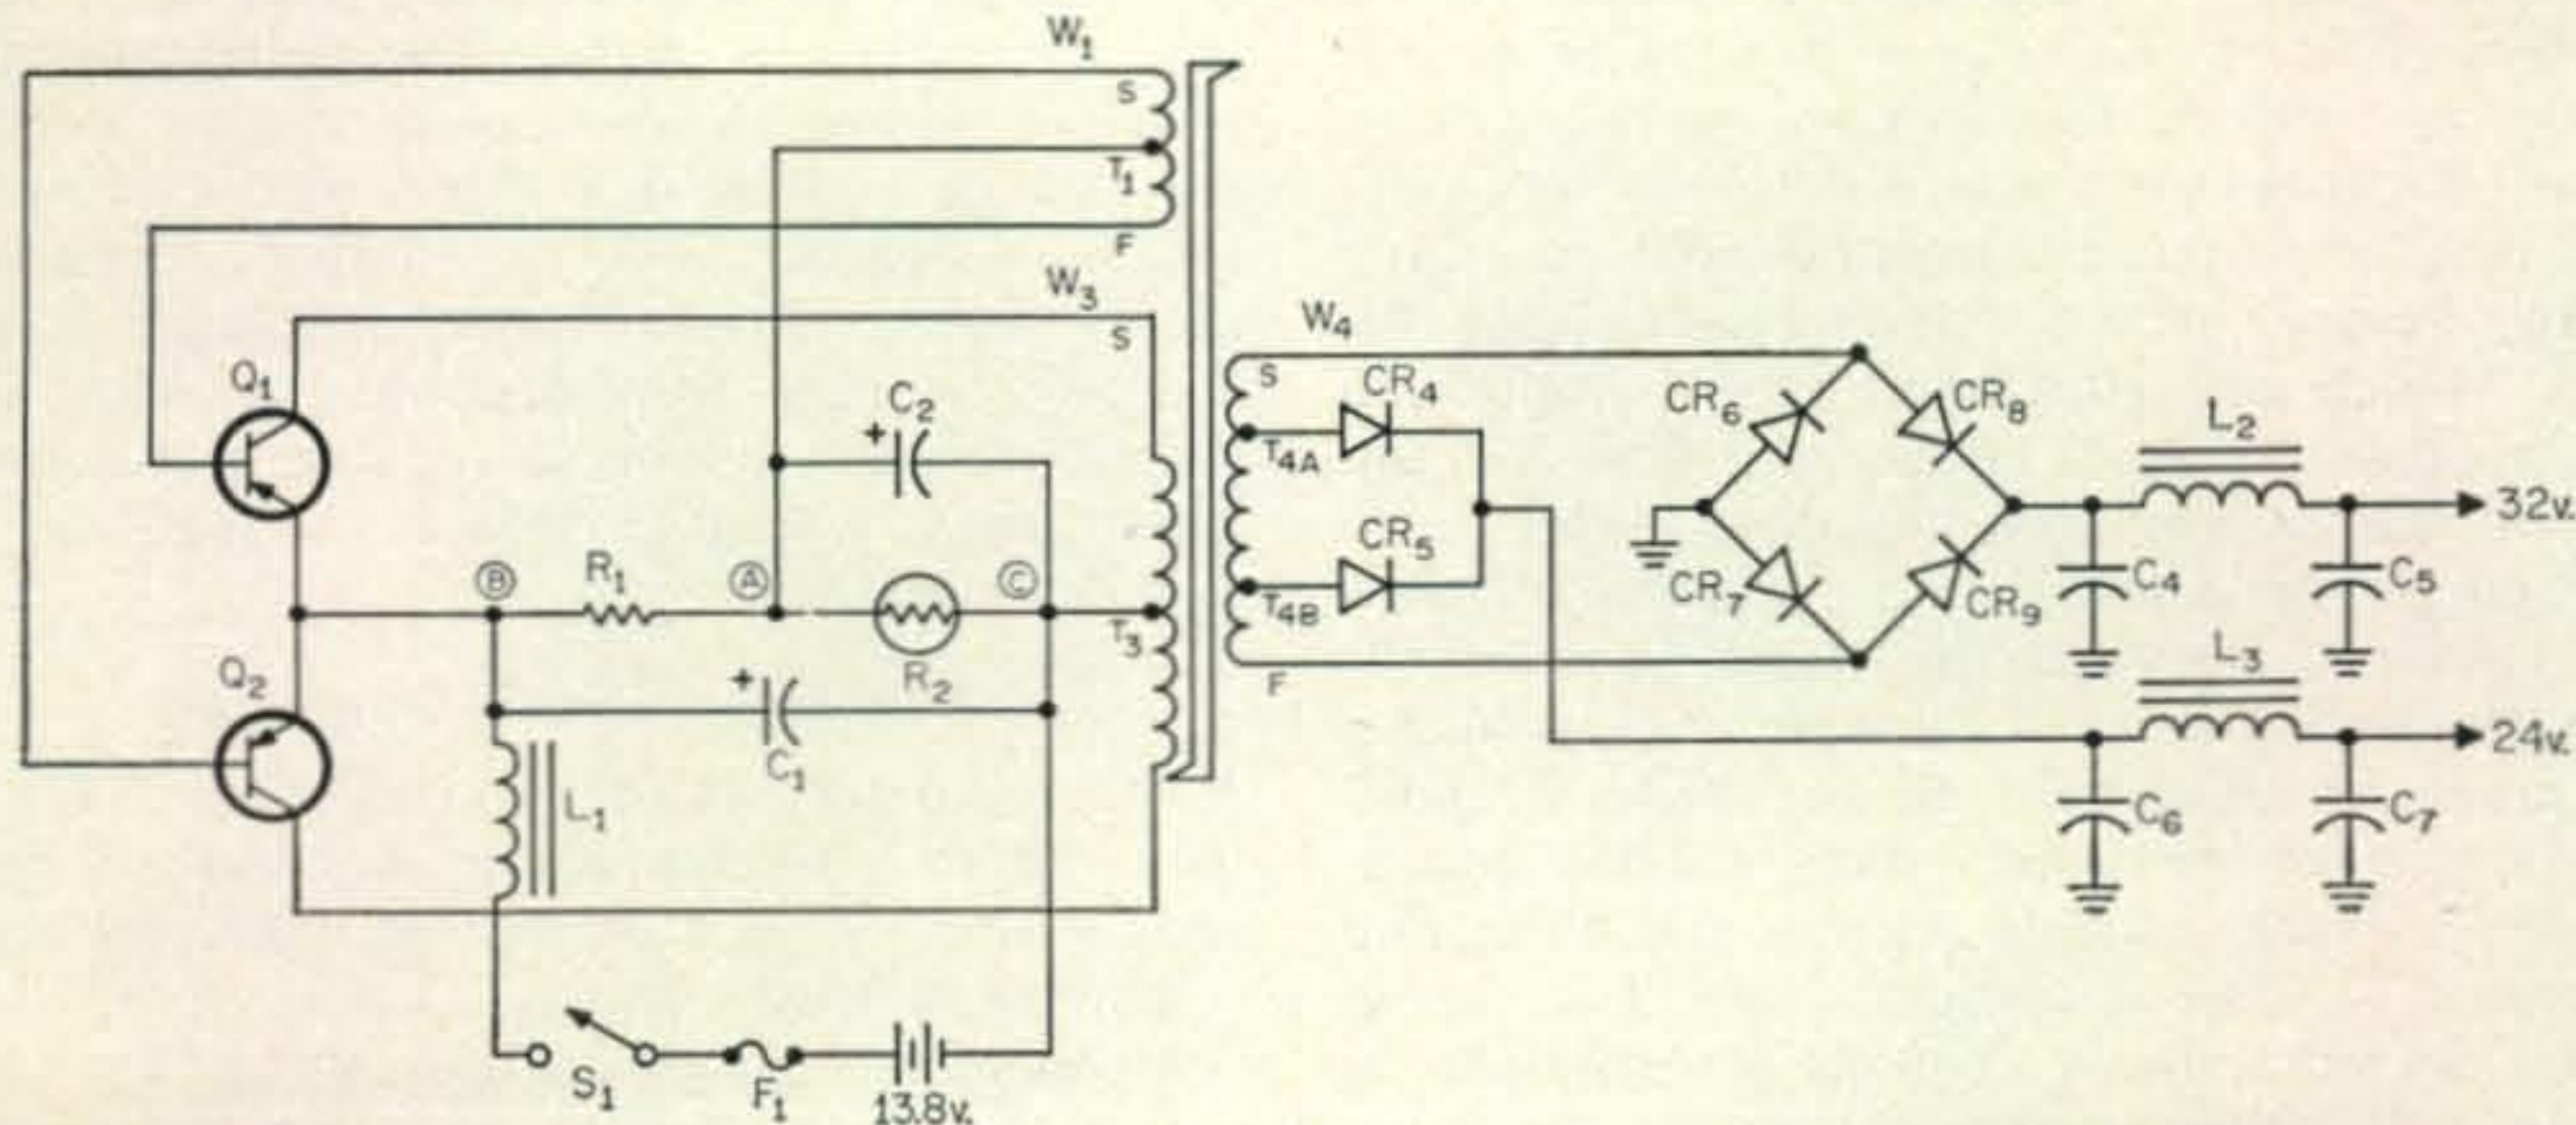 W1
S
T1
F
W3
S
Q1
C2
+
B
R1
A
C
R2
T3
Q2
+
C1
L1
S1
F1
13.8v.
W4
S
CR4
T4A
CR5
T4B
F
CR6
CR8
CR7
CR9
L2
32v.
C4
C5
L3
24v.
C6
C7